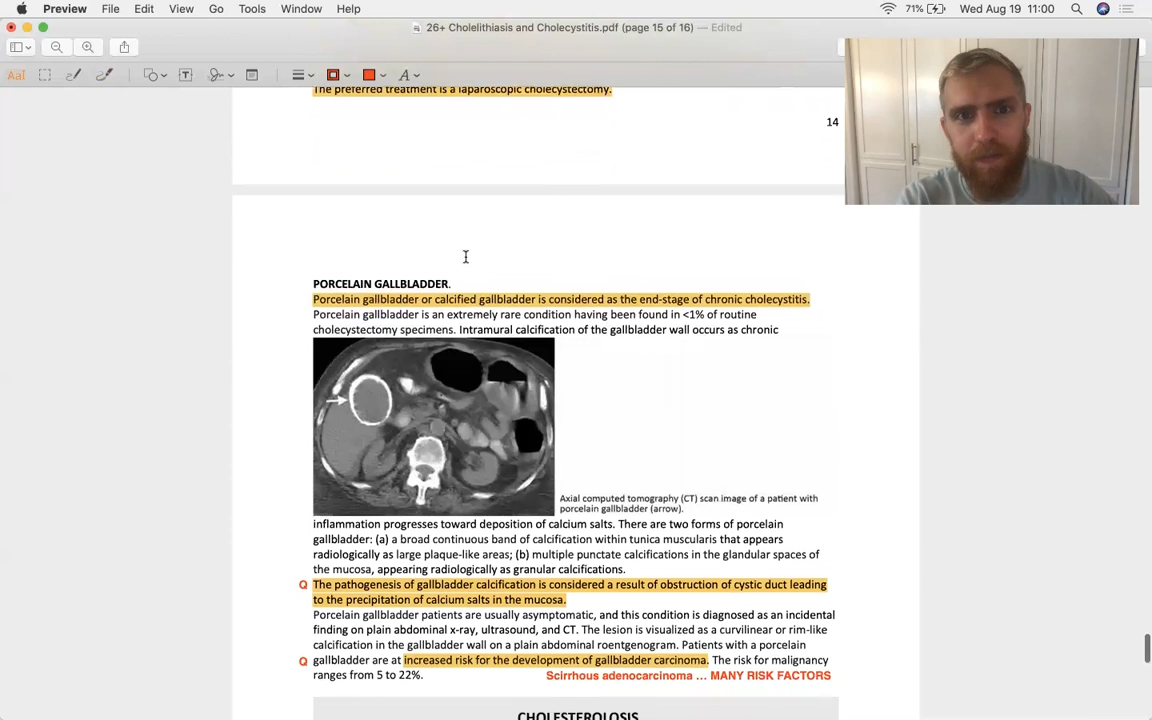 Preview File Edit View Go Tools Window Help 71% Wed Aug 19 11:00
26+ Cholelithiasis and Cholecystitis.pdf (page 15 of 16) — Edited
AaI T A
The preferred treatment is a laparoscopic cholecystectomy.
14
PORCELAIN GALLBLADDER.
Porcelain gallbladder or calcified gallbladder is considered as the end-stage of chronic cholecystitis.
Porcelain gallbladder is an extremely rare condition having been found in <1% of routine
cholecystectomy specimens. Intramural calcification of the gallbladder wall occurs as chronic
Axial computed tomography (CT) scan image of a patient with
porcelain gallbladder (arrow).
inflammation progresses toward deposition of calcium salts. There are two forms of porcelain
gallbladder: (a) a broad continuous band of calcification within tunica muscularis that appears
radiologically as large plaque-like areas; (b) multiple punctate calcifications in the glandular spaces of
the mucosa, appearing radiologically as granular calcifications.
Q The pathogenesis of gallbladder calcification is considered a result of obstruction of cystic duct leading
to the precipitation of calcium salts in the mucosa.
Porcelain gallbladder patients are usually asymptomatic, and this condition is diagnosed as an incidental
finding on plain abdominal x-ray, ultrasound, and CT. The lesion is visualized as a curvilinear or rim-like
calcification in the gallbladder wall on a plain abdominal roentgenogram. Patients with a porcelain
Q gallbladder are at increased risk for the development of gallbladder carcinoma. The risk for malignancy
ranges from 5 to 22%. Scirrhous adenocarcinoma ... MANY RISK FACTORS
CHOLESTEROLOSIS